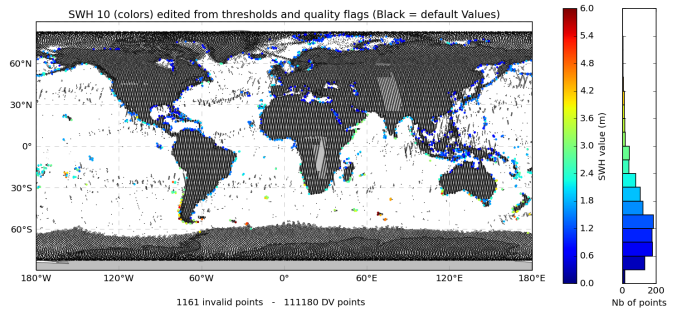 SWH 10 (colors) edited from thresholds and quality flags (Black = default Values)
60°N
30°N
0°
30°S
60°S
180°W
120°W
60°W
0°
60°E
120°E
180°E
1161 invalid points - 111180 DV points
6.0
5.4
4.8
4.2
3.6
3.0
2.4
1.8
1.2
0.6
0.0
SWH value (m)
0
200
Nb of points